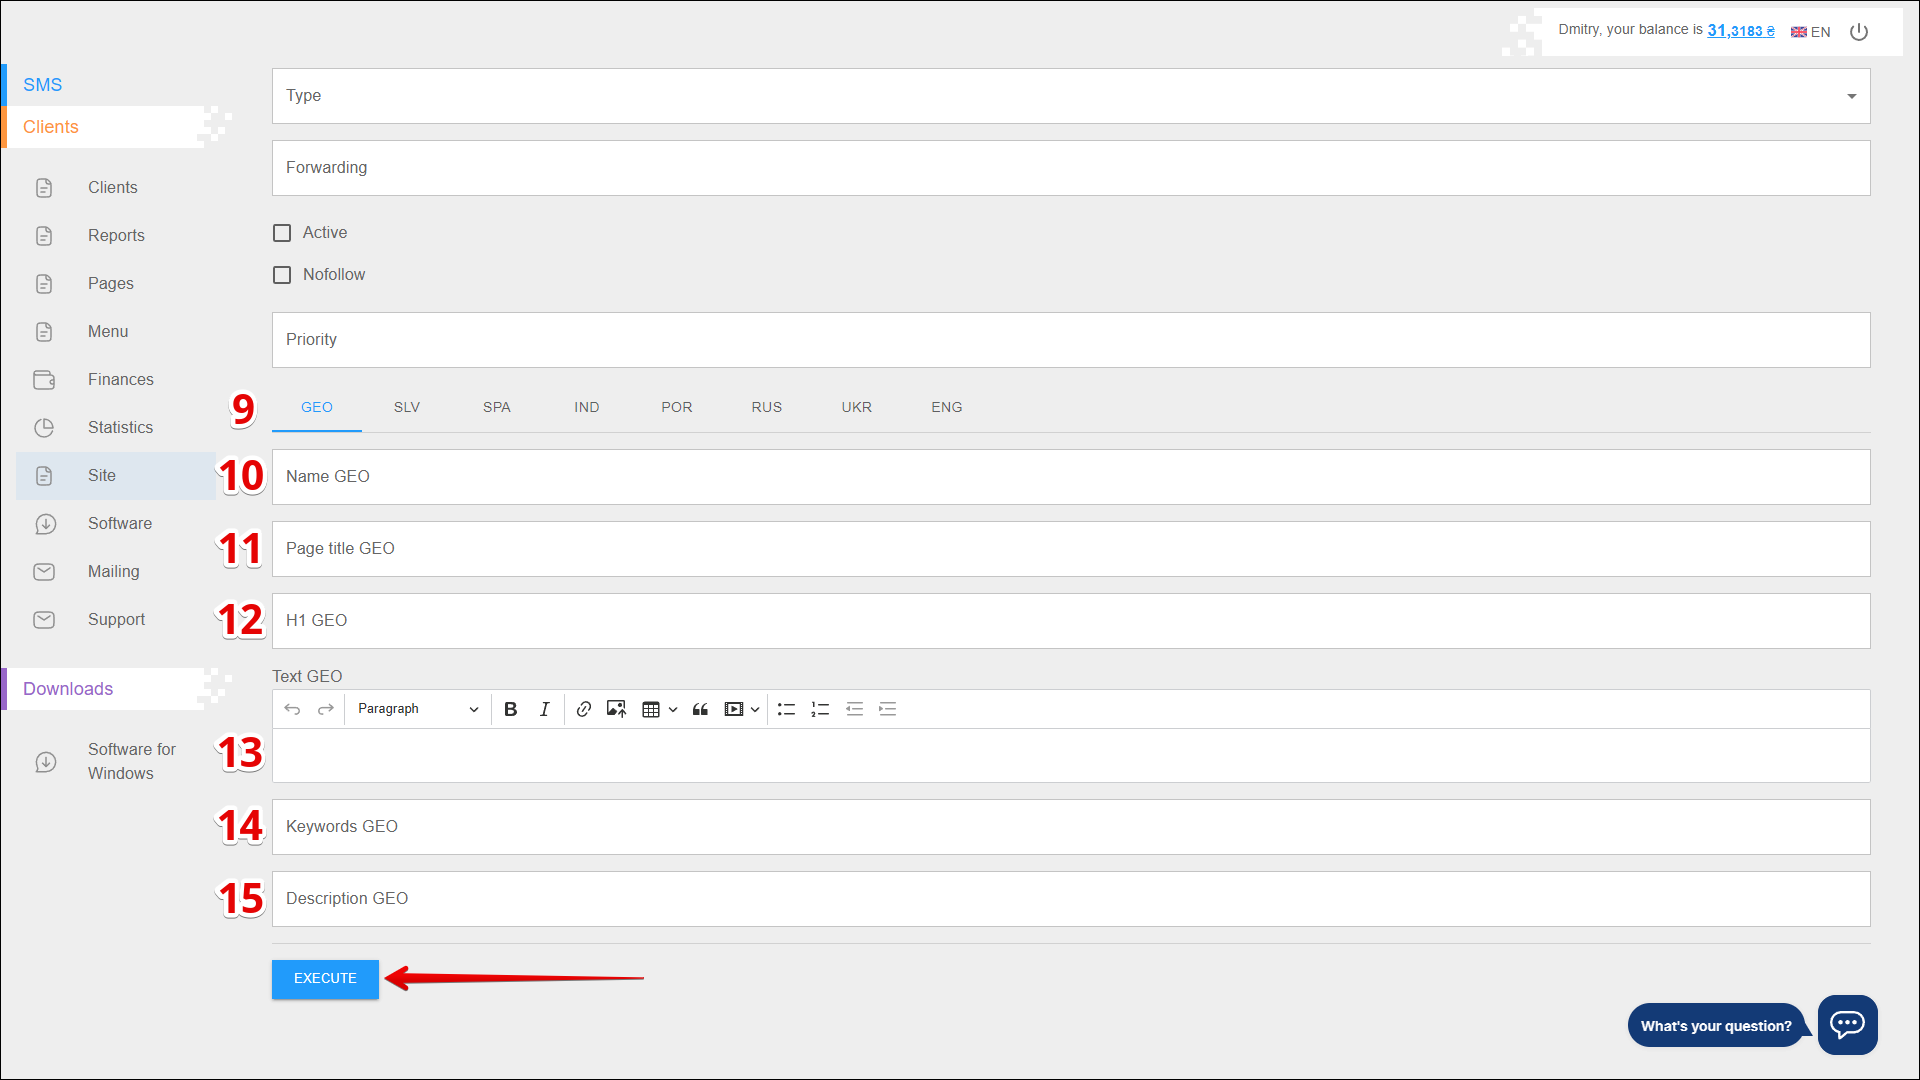 Dmitry, your balance is 31,3183 ₴ EN
SMS
Clients
Clients
Reports
Pages
Menu
Finances
Statistics
Site
Software
Mailing
Support
Downloads
Software for
Windows
Type
Forwarding
Active
Nofollow
Priority
9 GEO SLV SPA IND POR RUS UKR ENG
10 Name GEO
11 Page title GEO
12 H1 GEO
Text GEO
Paragraph B I
13
14 Keywords GEO
15 Description GEO
EXECUTE
What's your question?